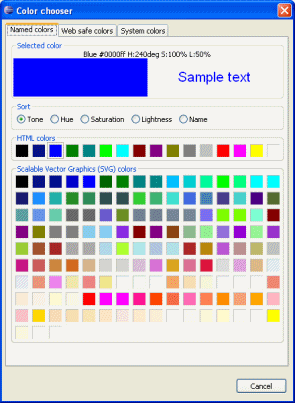 Color chooser
Named colors Web safe colors System colors
Selected color
Blue #0000ff H:240deg S:100% L:50%
Sample text
Sort
Tone Hue Saturation Lightness Name
HTML colors
Scalable Vector Graphics (SVG) colors
Cancel